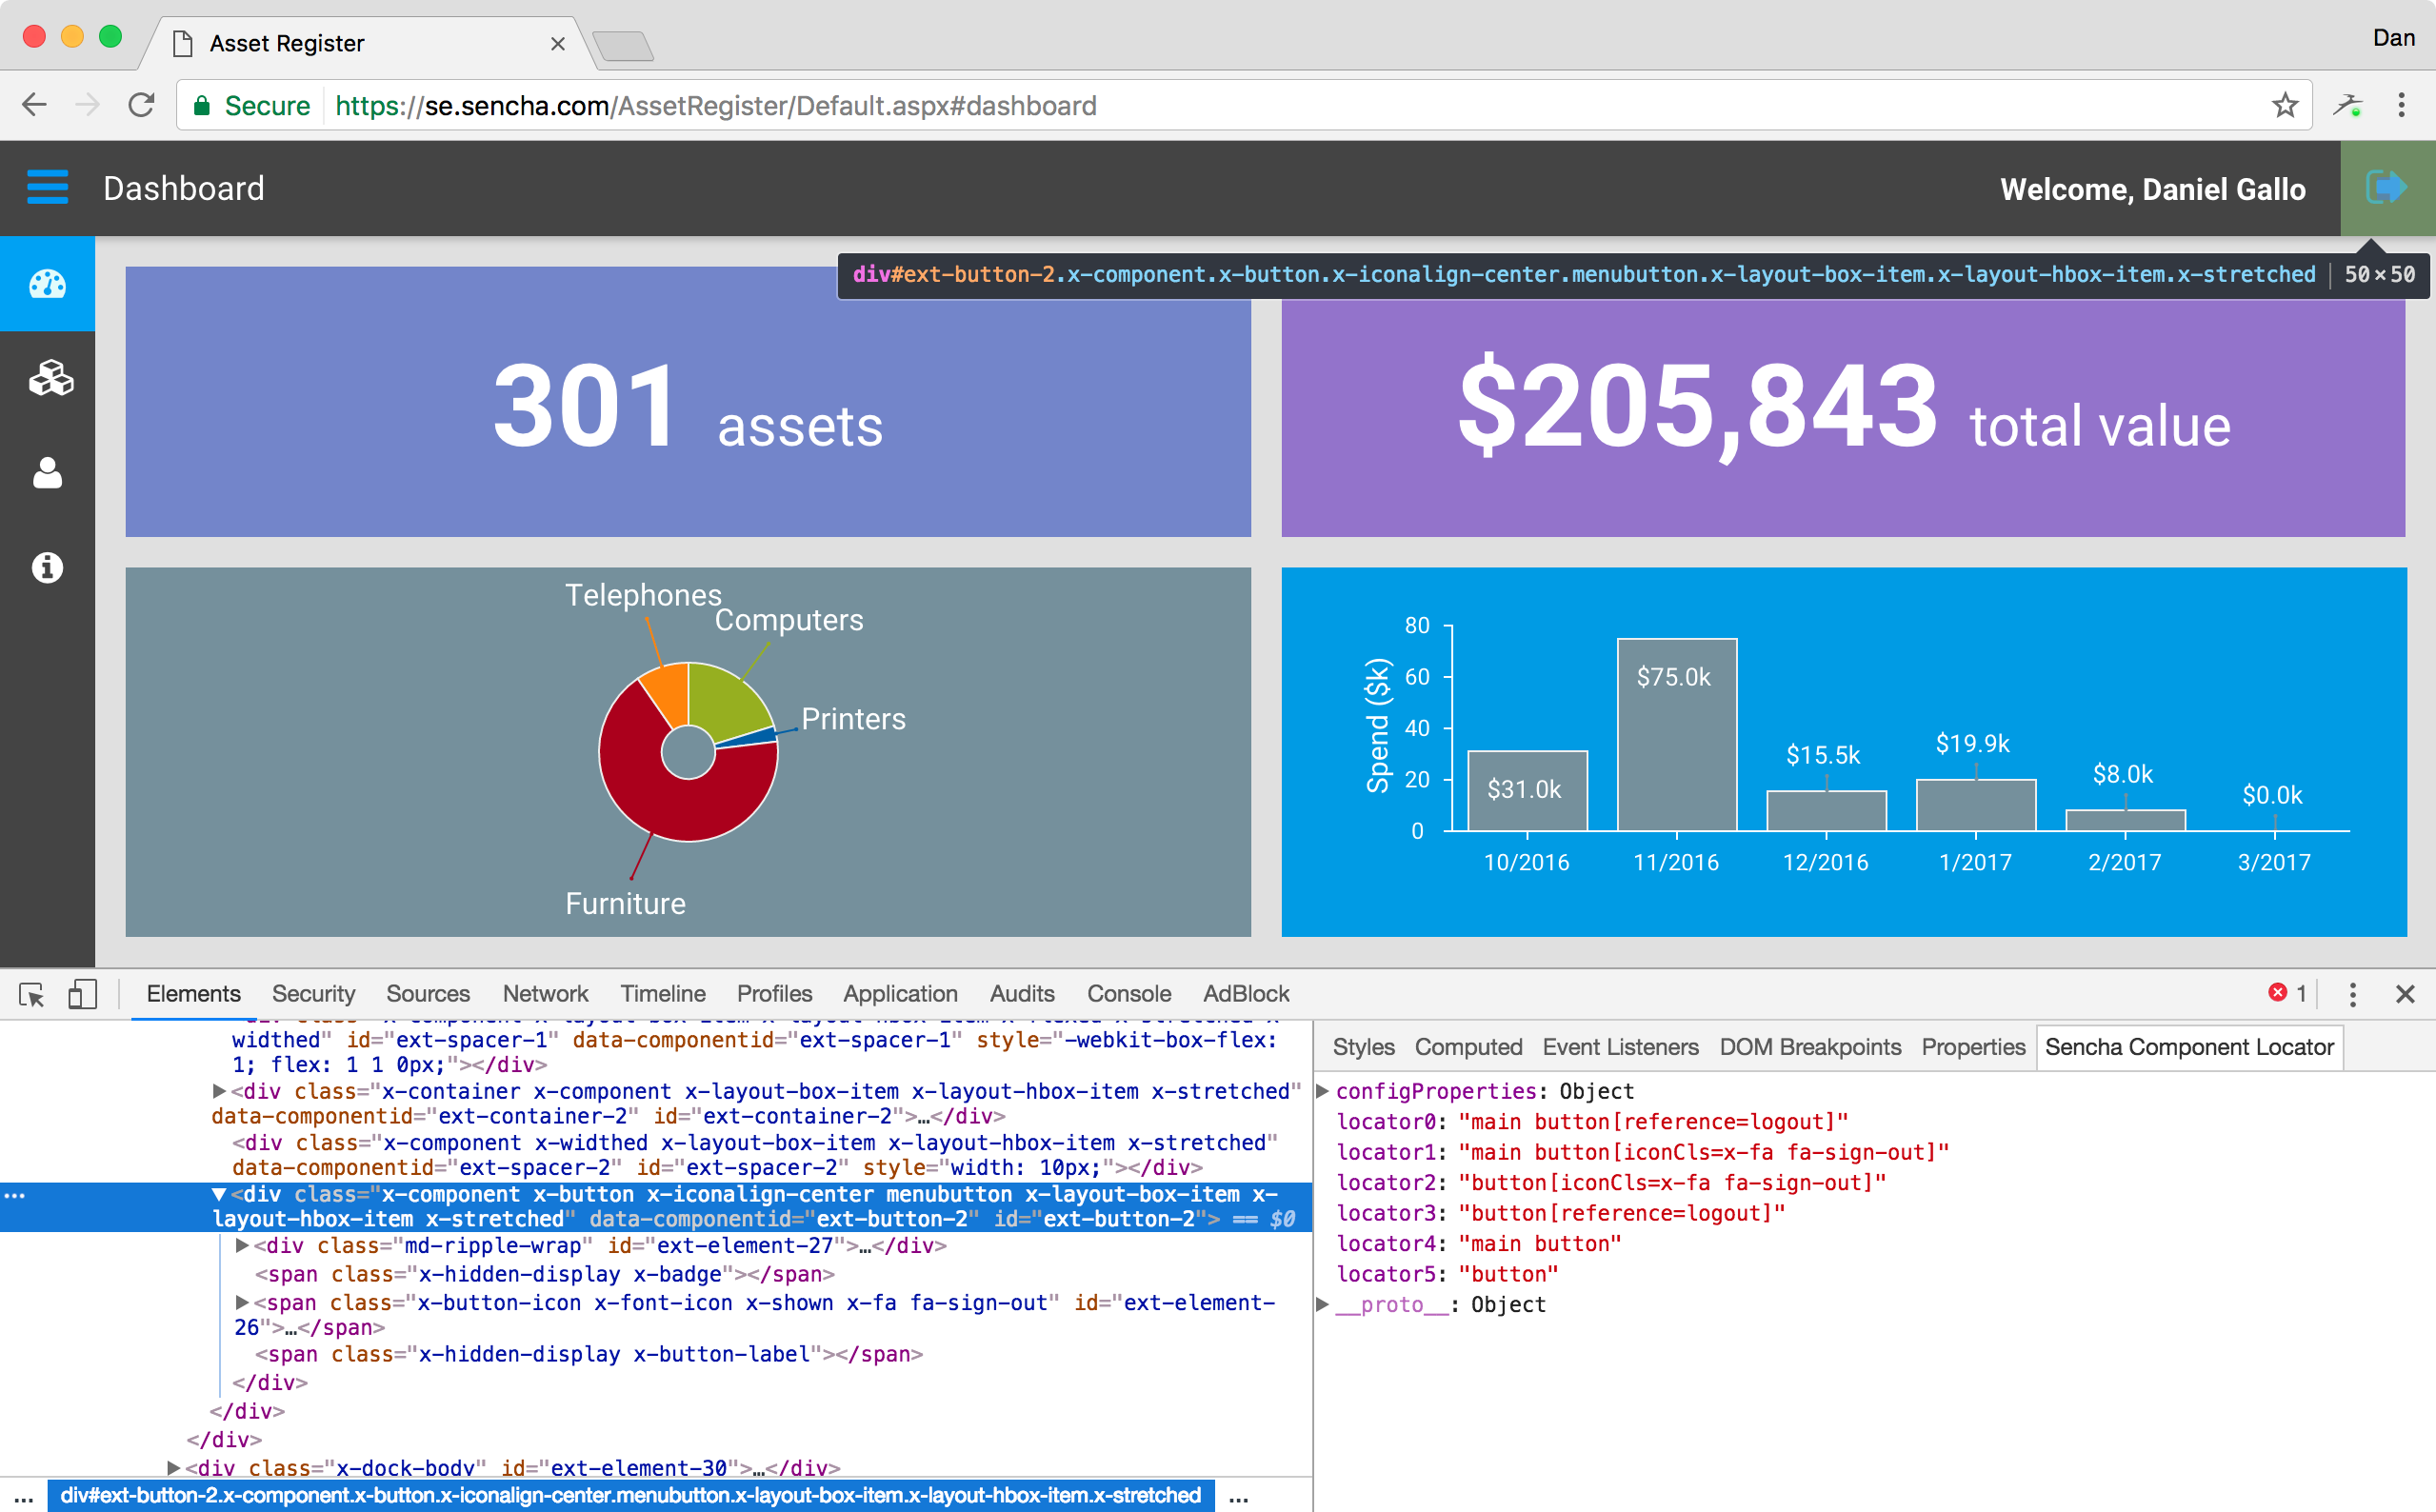 Asset Register
Dan
Secure https://se.sencha.com/AssetRegister/Default.aspx#dashboard
Dashboard
Welcome, Daniel Gallo
div#ext-button-2.x-component.x-button.x-iconalign-center.menubutton.x-layout-box-item.x-layout-hbox-item.x-stretched 50×50
301 assets
$205,843 total value
Telephones
Computers
Printers
Furniture
Spend ($k)
80
60
40
20
0
$31.0k
$75.0k
$15.5k
$19.9k
$8.0k
$0.0k
10/2016 11/2016 12/2016 1/2017 2/2017 3/2017
Elements Security Sources Network Timeline Profiles Application Audits Console AdBlock 1
widthed" id="ext-spacer-1" data-componentid="ext-spacer-1" style="-webkit-box-flex:
1; flex: 1 1 0px;"></div>
<div class="x-container x-component x-layout-box-item x-layout-hbox-item x-stretched"
data-componentid="ext-container-2" id="ext-container-2">…</div>
<div class="x-component x-widthed x-layout-box-item x-layout-hbox-item x-stretched"
data-componentid="ext-spacer-2" id="ext-spacer-2" style="width: 10px;"></div>
<div class="x-component x-button x-iconalign-center menubutton x-layout-box-item x-
layout-hbox-item x-stretched" data-componentid="ext-button-2" id="ext-button-2"> == $0
<div class="md-ripple-wrap" id="ext-element-27">…</div>
<span class="x-hidden-display x-badge"></span>
<span class="x-button-icon x-font-icon x-shown x-fa fa-sign-out" id="ext-element-
26">…</span>
<span class="x-hidden-display x-button-label"></span>
</div>
</div>
</div>
<div class="x-dock-body" id="ext-element-30">…</div>
... div#ext-button-2.x-component.x-button.x-iconalign-center.menubutton.x-layout-box-item.x-layout-hbox-item.x-stretched ...
Styles Computed Event Listeners DOM Breakpoints Properties Sencha Component Locator
configProperties: Object
locator0: "main button[reference=logout]"
locator1: "main button[iconCls=x-fa fa-sign-out]"
locator2: "button[iconCls=x-fa fa-sign-out]"
locator3: "button[reference=logout]"
locator4: "main button"
locator5: "button"
__proto__: Object